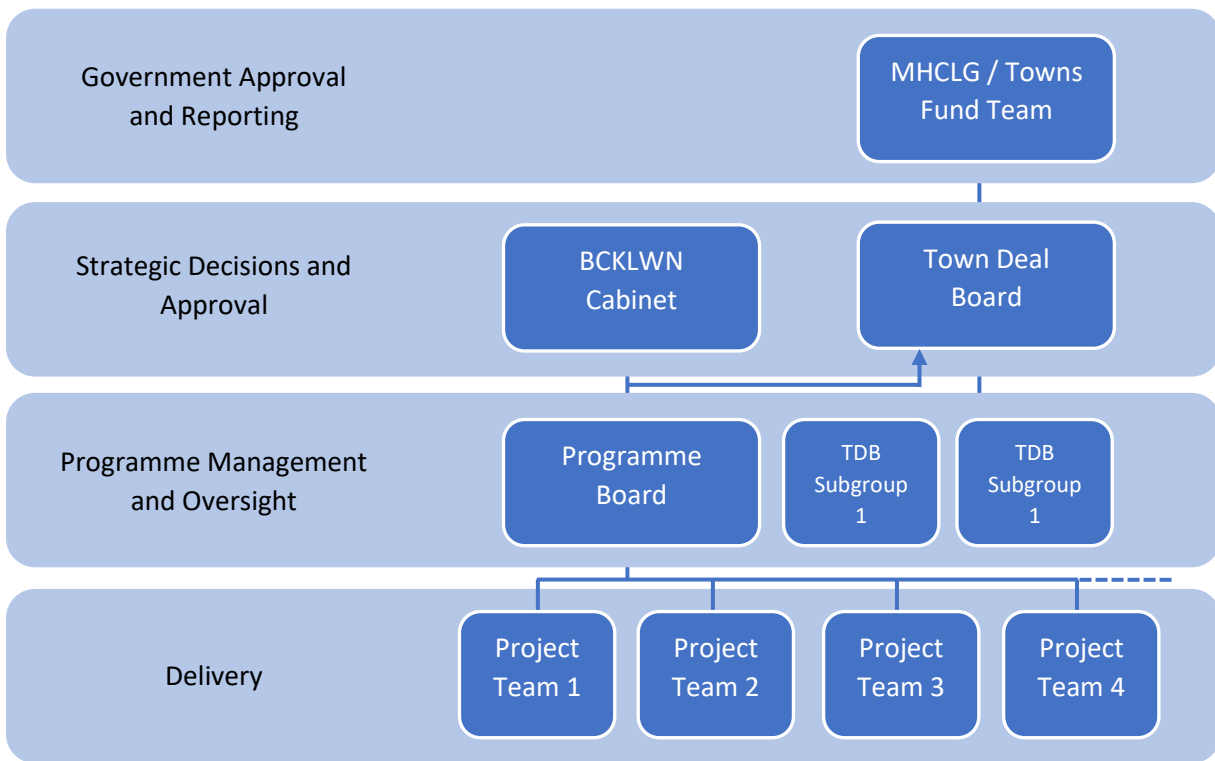 Government Approval
and Reporting
MHCLG / Towns
Fund Team
Strategic Decisions and
Approval
BCKLWN
Cabinet
Town Deal
Board
Programme Management
and Oversight
Programme
Board
TDB
Subgroup
1
TDB
Subgroup
1
Delivery
Project
Team 1
Project
Team 2
Project
Team 3
Project
Team 4